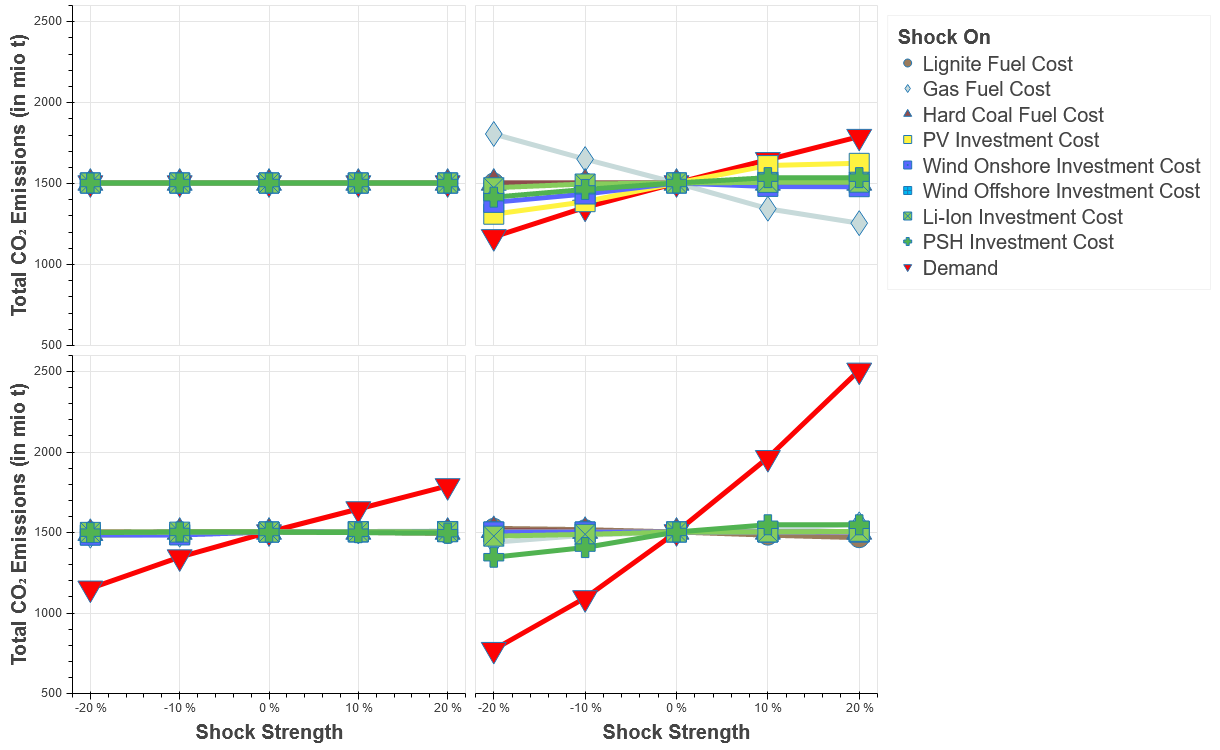 Total CO₂ Emissions (in mio t)
2500
2000
1500
1000
500
Shock On
Lignite Fuel Cost
Gas Fuel Cost
Hard Coal Fuel Cost
PV Investment Cost
Wind Onshore Investment Cost
Wind Offshore Investment Cost
Li-Ion Investment Cost
PSH Investment Cost
Demand
Total CO₂ Emissions (in mio t)
2500
2000
1500
1000
500
-20 % -10 % 0 % 10 % 20 %
Shock Strength
-20 % -10 % 0 % 10 % 20 %
Shock Strength